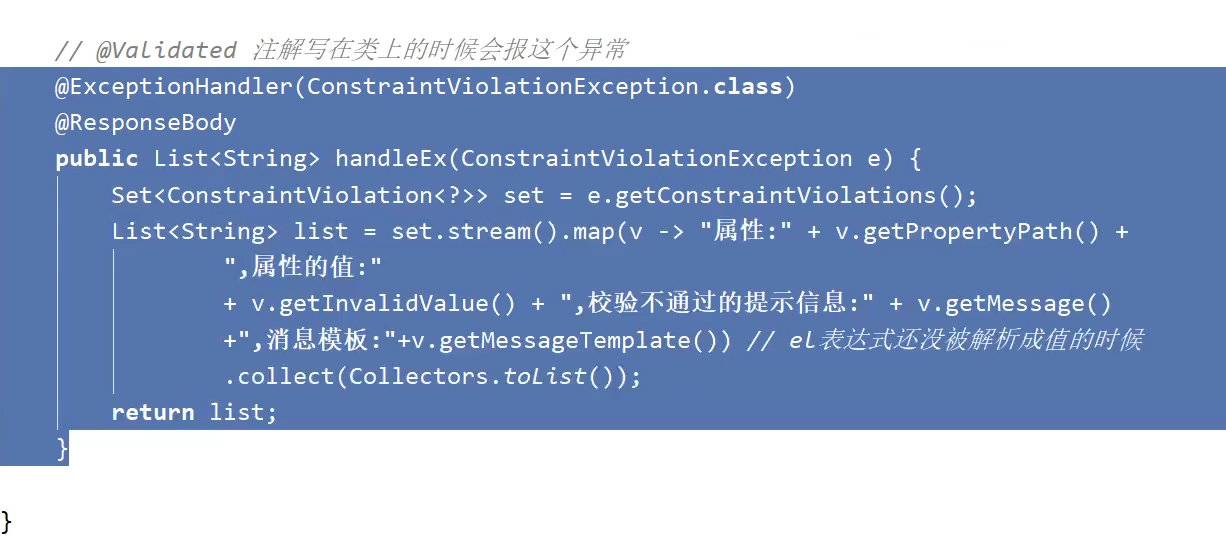 // @Validated 注解写在类上的时候会报这个异常
@ExceptionHandler(ConstraintViolationException.class)
@ResponseBody
public List<String> handleEx(ConstraintViolationException e) {
Set<ConstraintViolation<?>> set = e.getConstraintViolations();
List<String> list = set.stream().map(v -> "属性:" + v.getPropertyPath() +
",属性的值:"
+ v.getInvalidValue() + ",校验不通过的提示信息:" + v.getMessage()
+",消息模板:"+v.getMessageTemplate()) // el表达式还没被解析成值的时候
.collect(Collectors.toList());
return list;
}
}